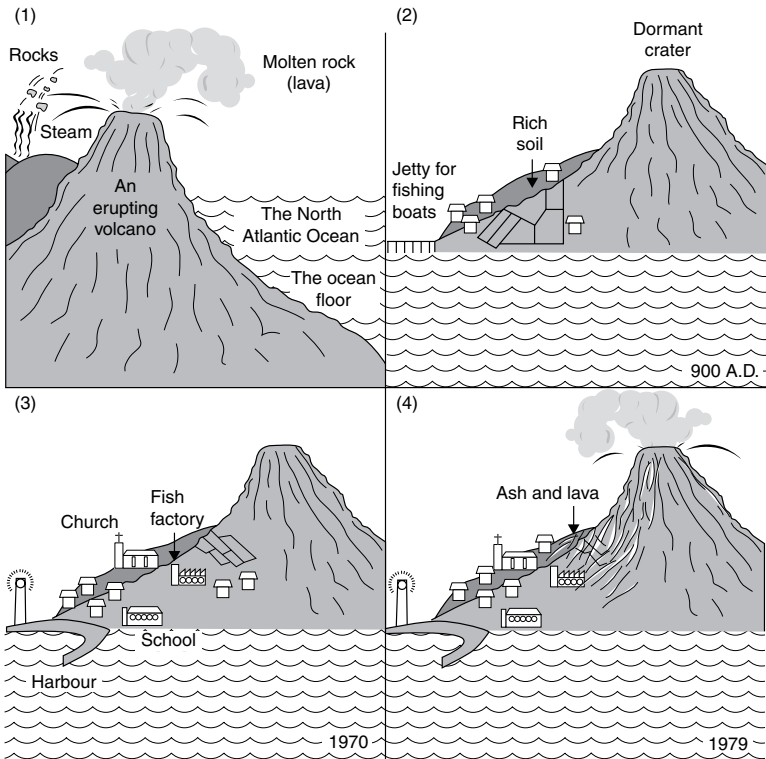 (1)
Rocks
Molten rock
(lava)
Steam
An
erupting
volcano
The North
Atlantic Ocean
The ocean
floor
(2)
Dormant
crater
Rich
soil
Jetty for
fishing
boats
900 A.D.
(3)
Fish
factory
Church
School
Harbour
1970
(4)
Ash and lava
1979